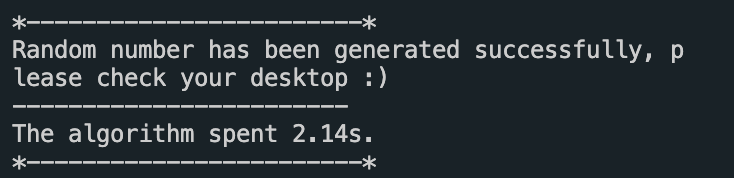 *------------------------*
Random number has been generated successfully, p
lease check your desktop :)
------------------------
The algorithm spent 2.14s.
*------------------------*